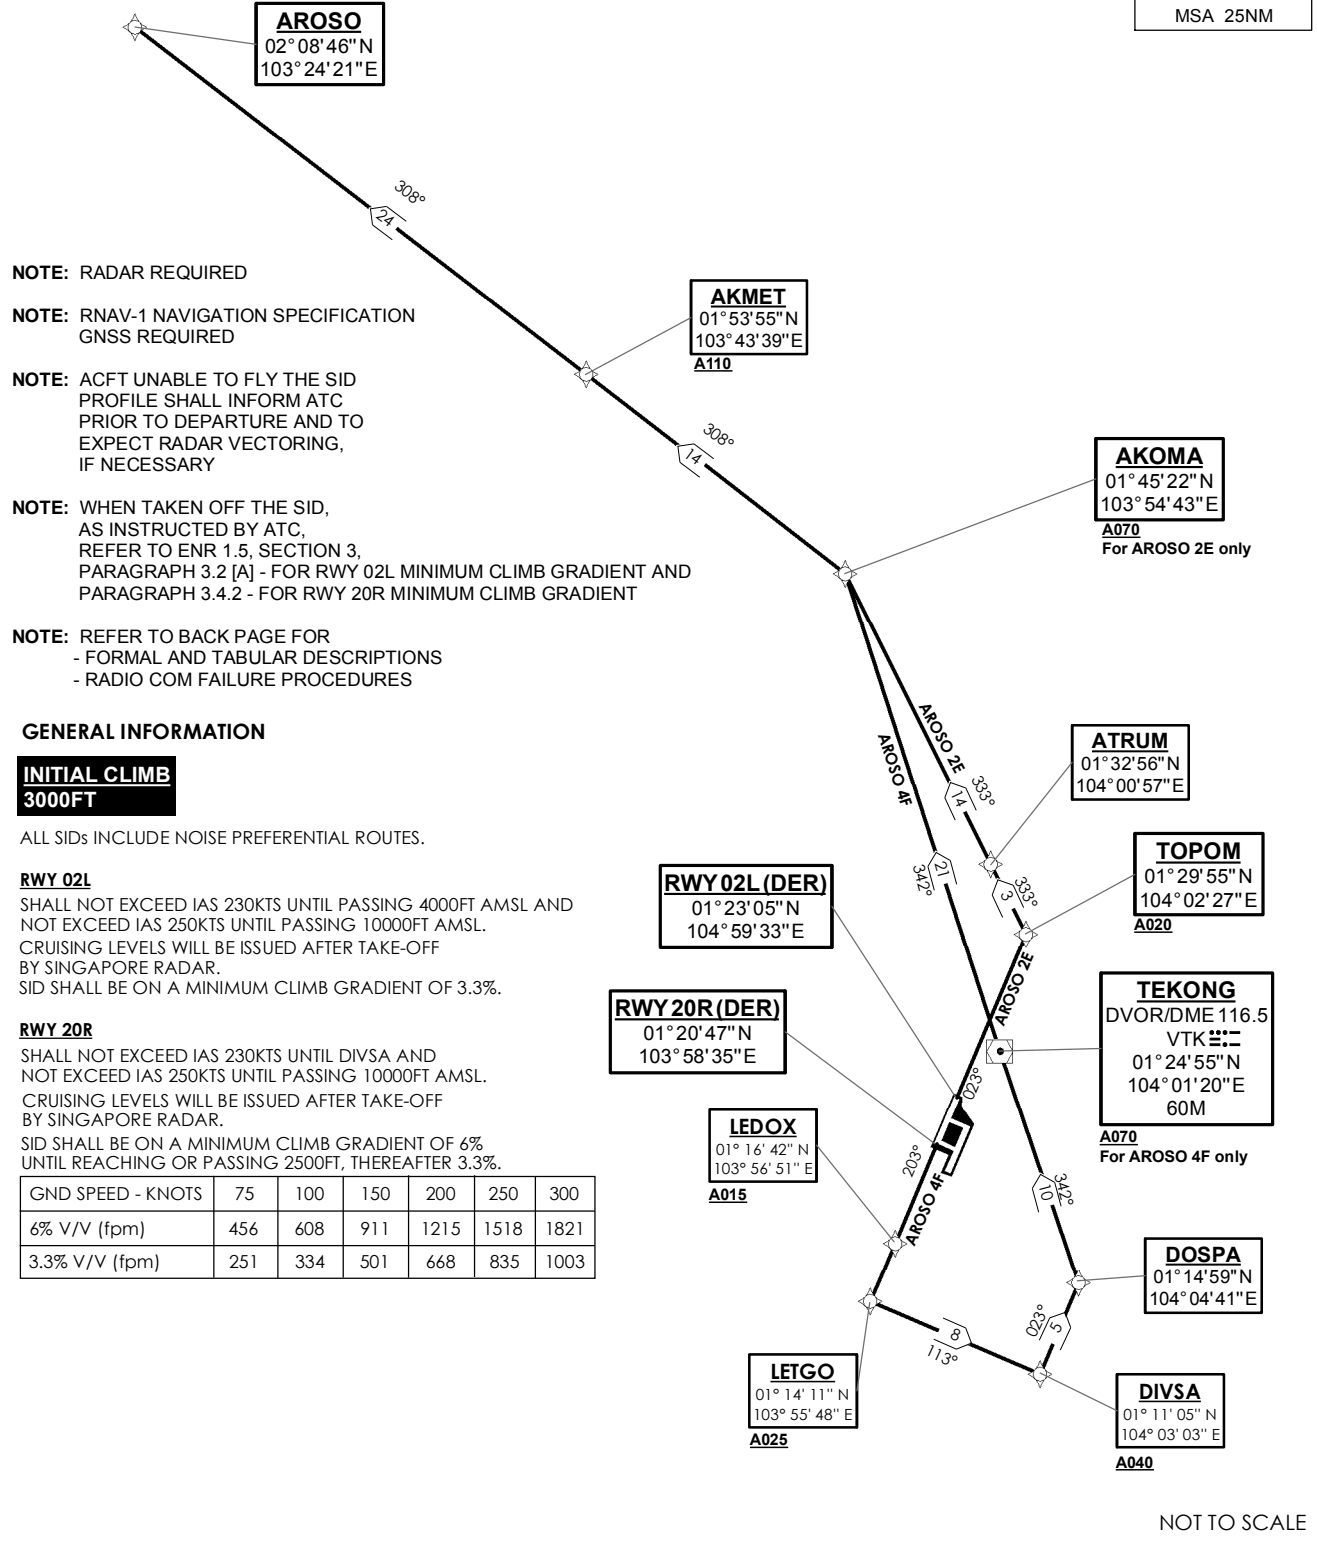 MSA 25NM
AROSO
02°08'46"N
103°24'21"E
308°
24
NOTE: RADAR REQUIRED
NOTE: RNAV-1 NAVIGATION SPECIFICATION
GNSS REQUIRED
NOTE: ACFT UNABLE TO FLY THE SID
PROFILE SHALL INFORM ATC
PRIOR TO DEPARTURE AND TO
EXPECT RADAR VECTORING,
IF NECESSARY
NOTE: WHEN TAKEN OFF THE SID,
AS INSTRUCTED BY ATC,
REFER TO ENR 1.5, SECTION 3,
PARAGRAPH 3.2 [A] - FOR RWY 02L MINIMUM CLIMB GRADIENT AND
PARAGRAPH 3.4.2 - FOR RWY 20R MINIMUM CLIMB GRADIENT
NOTE: REFER TO BACK PAGE FOR
- FORMAL AND TABULAR DESCRIPTIONS
- RADIO COM FAILURE PROCEDURES
AKMET
01°53'55"N
103°43'39"E
A110
308°
14
AKOMA
01°45'22"N
103°54'43"E
A070
For AROSO 2E only
GENERAL INFORMATION
INITIAL CLIMB
3000FT
ALL SIDs INCLUDE NOISE PREFERENTIAL ROUTES.
RWY 02L
SHALL NOT EXCEED IAS 230KTS UNTIL PASSING 4000FT AMSL AND
NOT EXCEED IAS 250KTS UNTIL PASSING 10000FT AMSL.
CRUISING LEVELS WILL BE ISSUED AFTER TAKE-OFF
BY SINGAPORE RADAR.
SID SHALL BE ON A MINIMUM CLIMB GRADIENT OF 3.3%.
RWY 20R
SHALL NOT EXCEED IAS 230KTS UNTIL DIVSA AND
NOT EXCEED IAS 250KTS UNTIL PASSING 10000FT AMSL.
CRUISING LEVELS WILL BE ISSUED AFTER TAKE-OFF
BY SINGAPORE RADAR.
SID SHALL BE ON A MINIMUM CLIMB GRADIENT OF 6%
UNTIL REACHING OR PASSING 2500FT, THEREAFTER 3.3%.
GND SPEED - KNOTS 75 100 150 200 250 300
6% V/V (fpm) 456 608 911 1215 1518 1821
3.3% V/V (fpm) 251 334 501 668 835 1003
AROSO 2E
AROSO 4F
333°
14
ATRUM
01°32'56"N
104°00'57"E
21
342°
333°
3
TOPOM
01°29'55"N
104°02'27"E
A020
RWY 02L (DER)
01°23'05"N
104°59'33"E
AROSO 2E
TEKONG
DVOR/DME 116.5
VTK
01°24'55"N
104°01'20"E
60M
A070
For AROSO 4F only
RWY 20R (DER)
01°20'47"N
103°58'35"E
023°
LEDOX
01° 16' 42" N
103° 56' 51" E
A015
203°
AROSO 4F
342°
10
DOSPA
01°14'59"N
104°04'41"E
023°
5
8
113°
LETGO
01° 14' 11" N
103° 55' 48" E
A025
DIVSA
01° 11' 05" N
104° 03' 03" E
A040
NOT TO SCALE